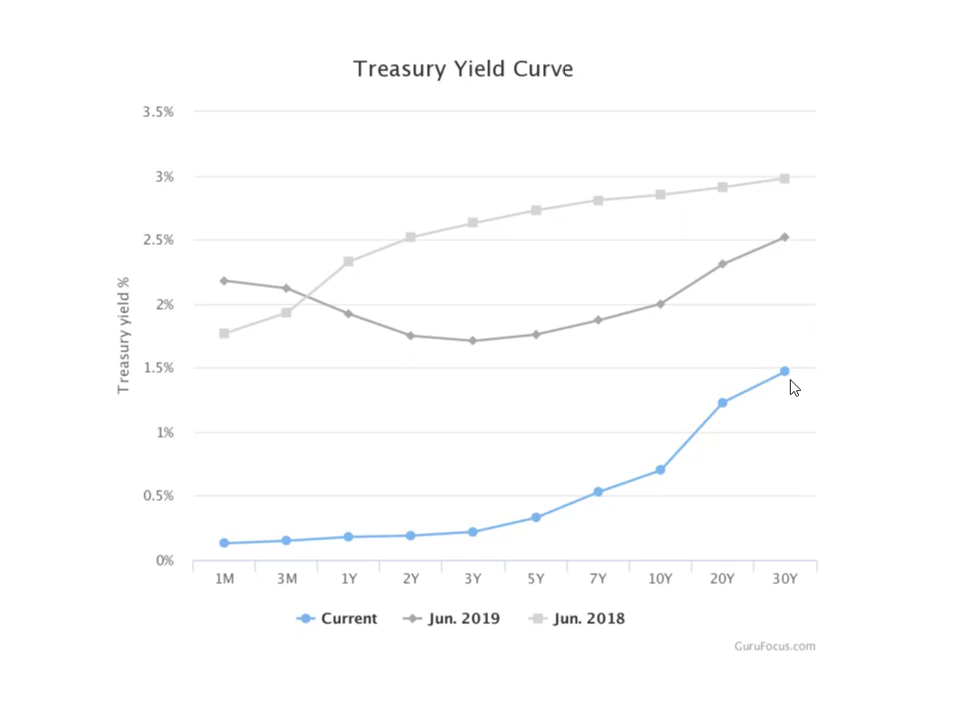 Treasury Yield Curve
3.5%
3%
2.5%
2%
1.5%
1%
0.5%
0%
Treasury yield %
1M 3M 1Y 2Y 3Y 5Y 7Y 10Y 20Y 30Y
Current Jun. 2019 Jun. 2018
GuruFocus.com